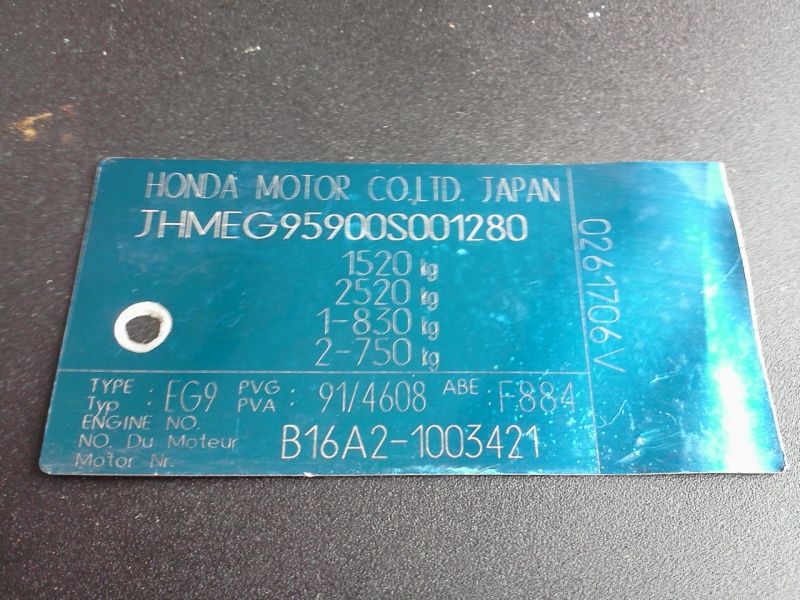 HONDA MOTOR CO.,LTD. JAPAN
JHMEG95900S001280
1520 kg
2520 kg
1-830 kg
2-750 kg
TYPE
Typ : EG9
PVG
PVA : 91/4608
ABE : F884
ENGINE NO.
NO. Du Moteur
Motor Nr.
B16A2-1003421
0261706 V